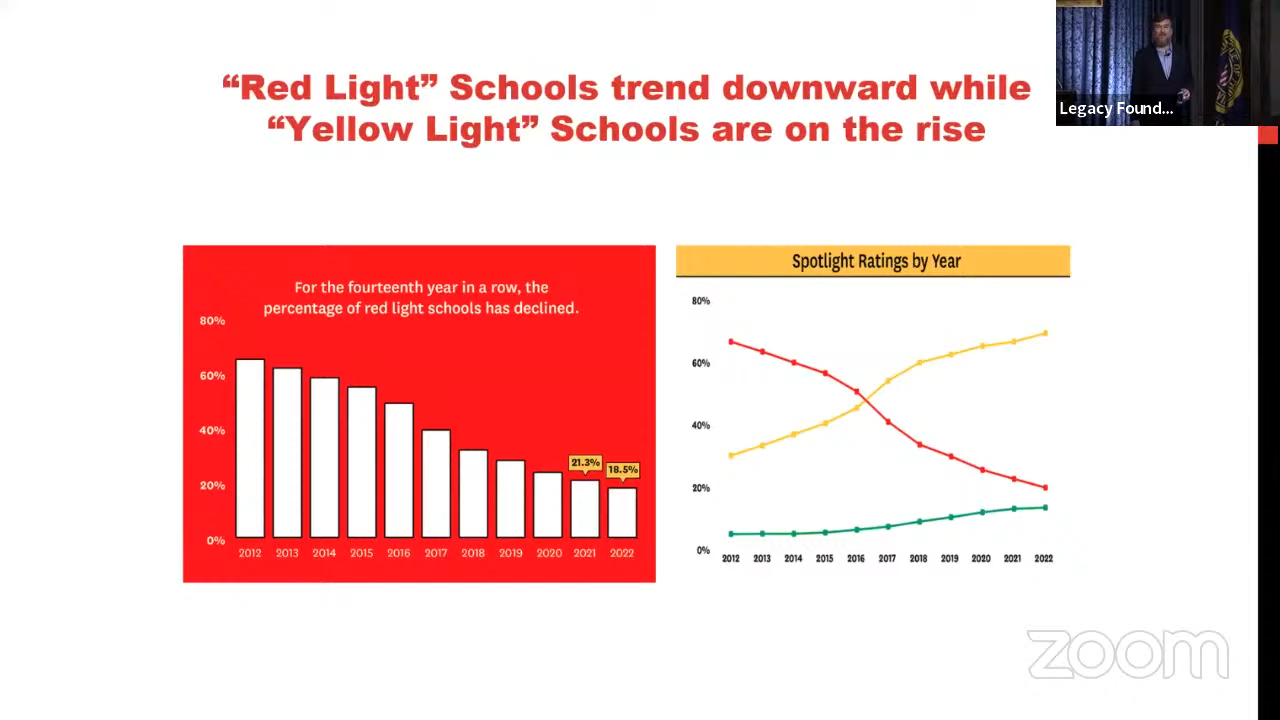 “Red Light” Schools trend downward while
“Yellow Light” Schools are on the rise
Legacy Found...
For the fourteenth year in a row, the
percentage of red light schools has declined.
80%
60%
40%
20%
0%
21.3%
18.5%
2012 2013 2014 2015 2016 2017 2018 2019 2020 2021 2022
Spotlight Ratings by Year
80%
60%
40%
20%
0%
2012 2013 2014 2015 2016 2017 2018 2019 2020 2021 2022
zoom